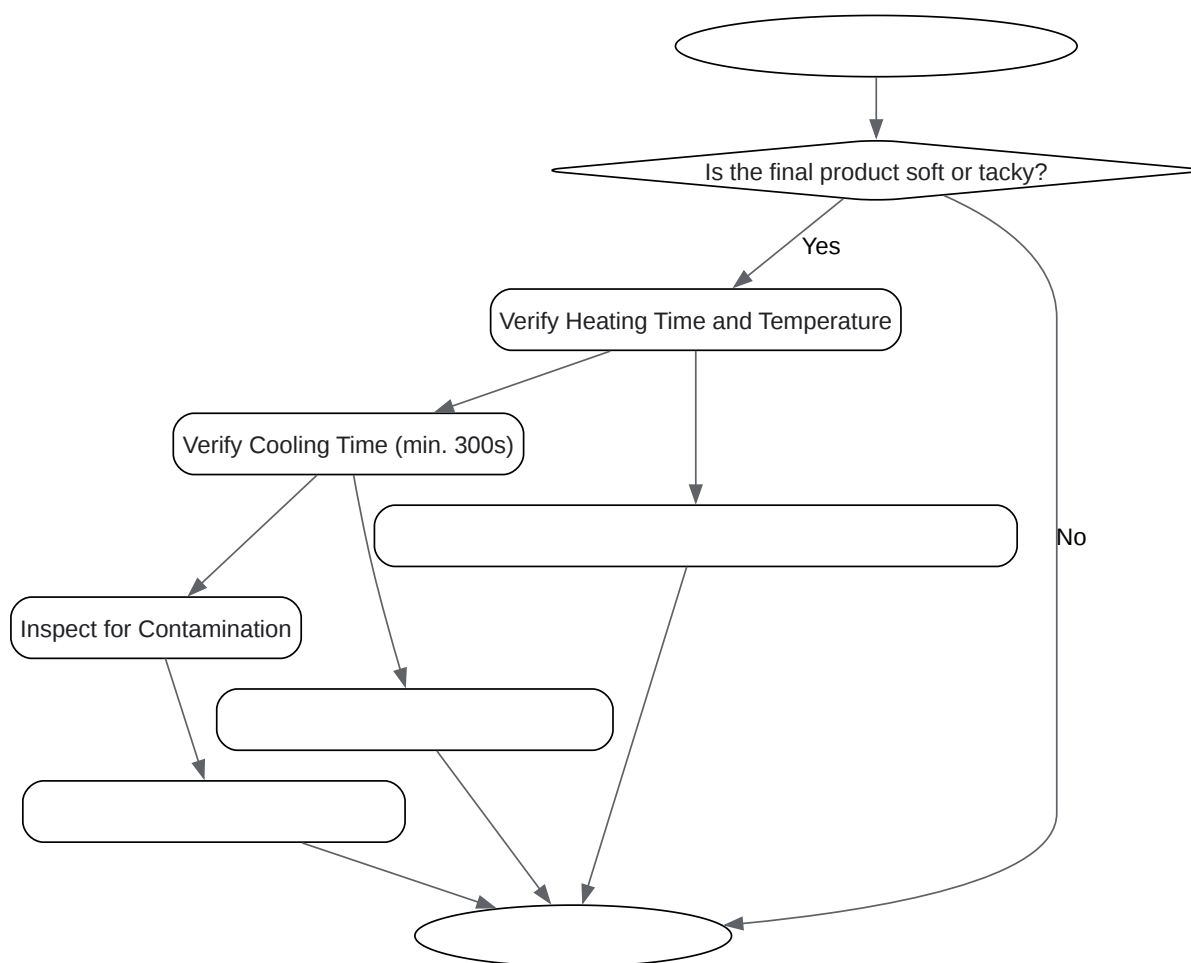 Is the final product soft or tacky?
Yes
Verify Heating Time and Temperature
Verify Cooling Time (min. 300s)
No
Inspect for Contamination